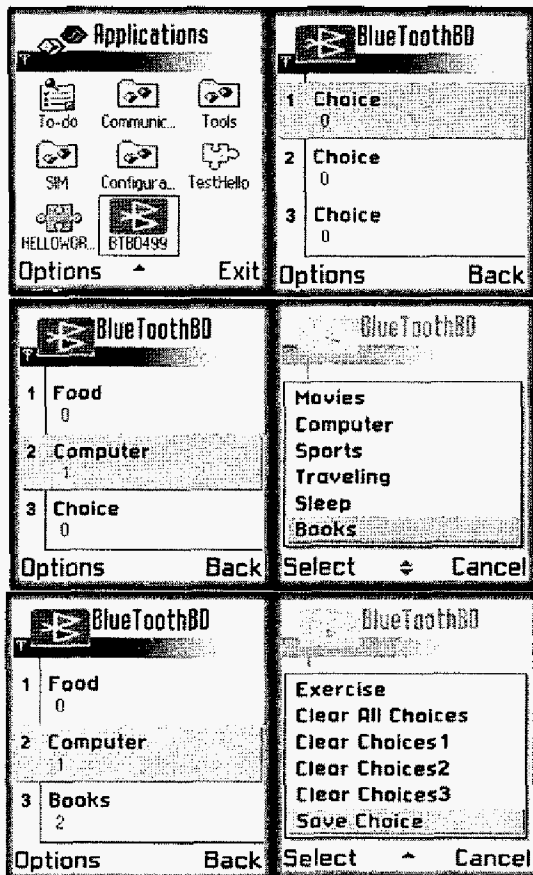 Applications
To-do Communic... Tools
SIM Configura... TestHello
HELLOWOR... BTBD499
Options Exit
BlueToothBD
1 Choice
0
2 Choice
0
3 Choice
0
Options Back
BlueToothBD
1 Food
0
2 Computer
1
3 Choice
0
Options Back
BlueToothBD
Movies
Computer
Sports
Traveling
Sleep
Books
Select Cancel
BlueToothBD
1 Food
0
2 Computer
1
3 Books
2
Options Back
BlueToothBD
Exercise
Clear All Choices
Clear Choices1
Clear Choices2
Clear Choices3
Save Choice
Select Cancel